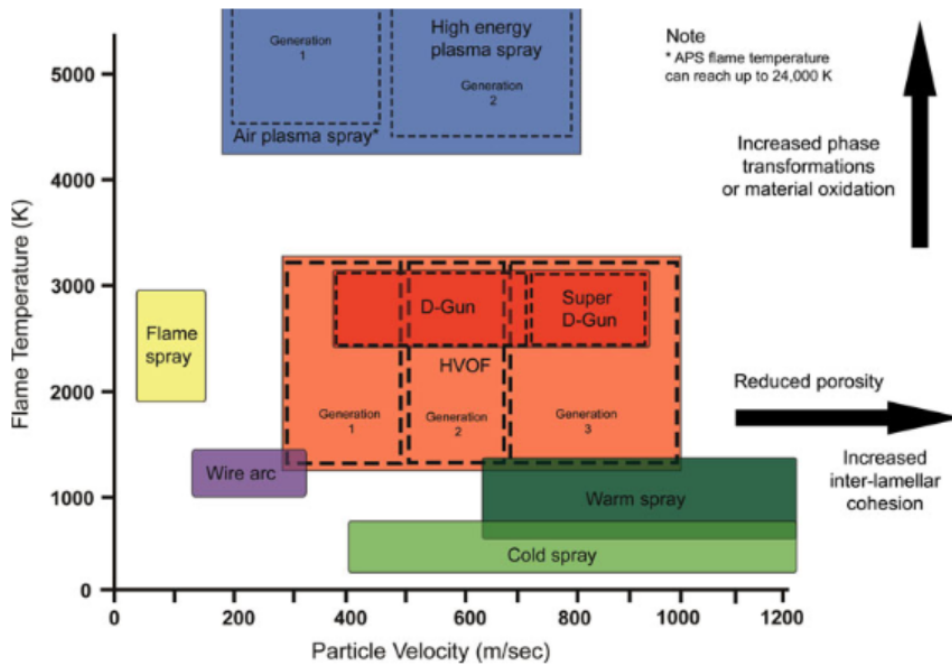 Generation
1
High energy
plasma spray
Generation
2
Air plasma spray*
Note
* APS flame temperature
can reach up to 24,000 K
Increased phase
transformations
or material oxidation
Flame Temperature (K)
5000
4000
3000
2000
1000
0
Flame
spray
D-Gun
Super
D-Gun
HVOF
Generation
1
Generation
2
Generation
3
Reduced porosity
Increased
inter-lamellar
cohesion
Wire arc
Warm spray
Cold spray
0
200
400
600
800
1000
1200
Particle Velocity (m/sec)